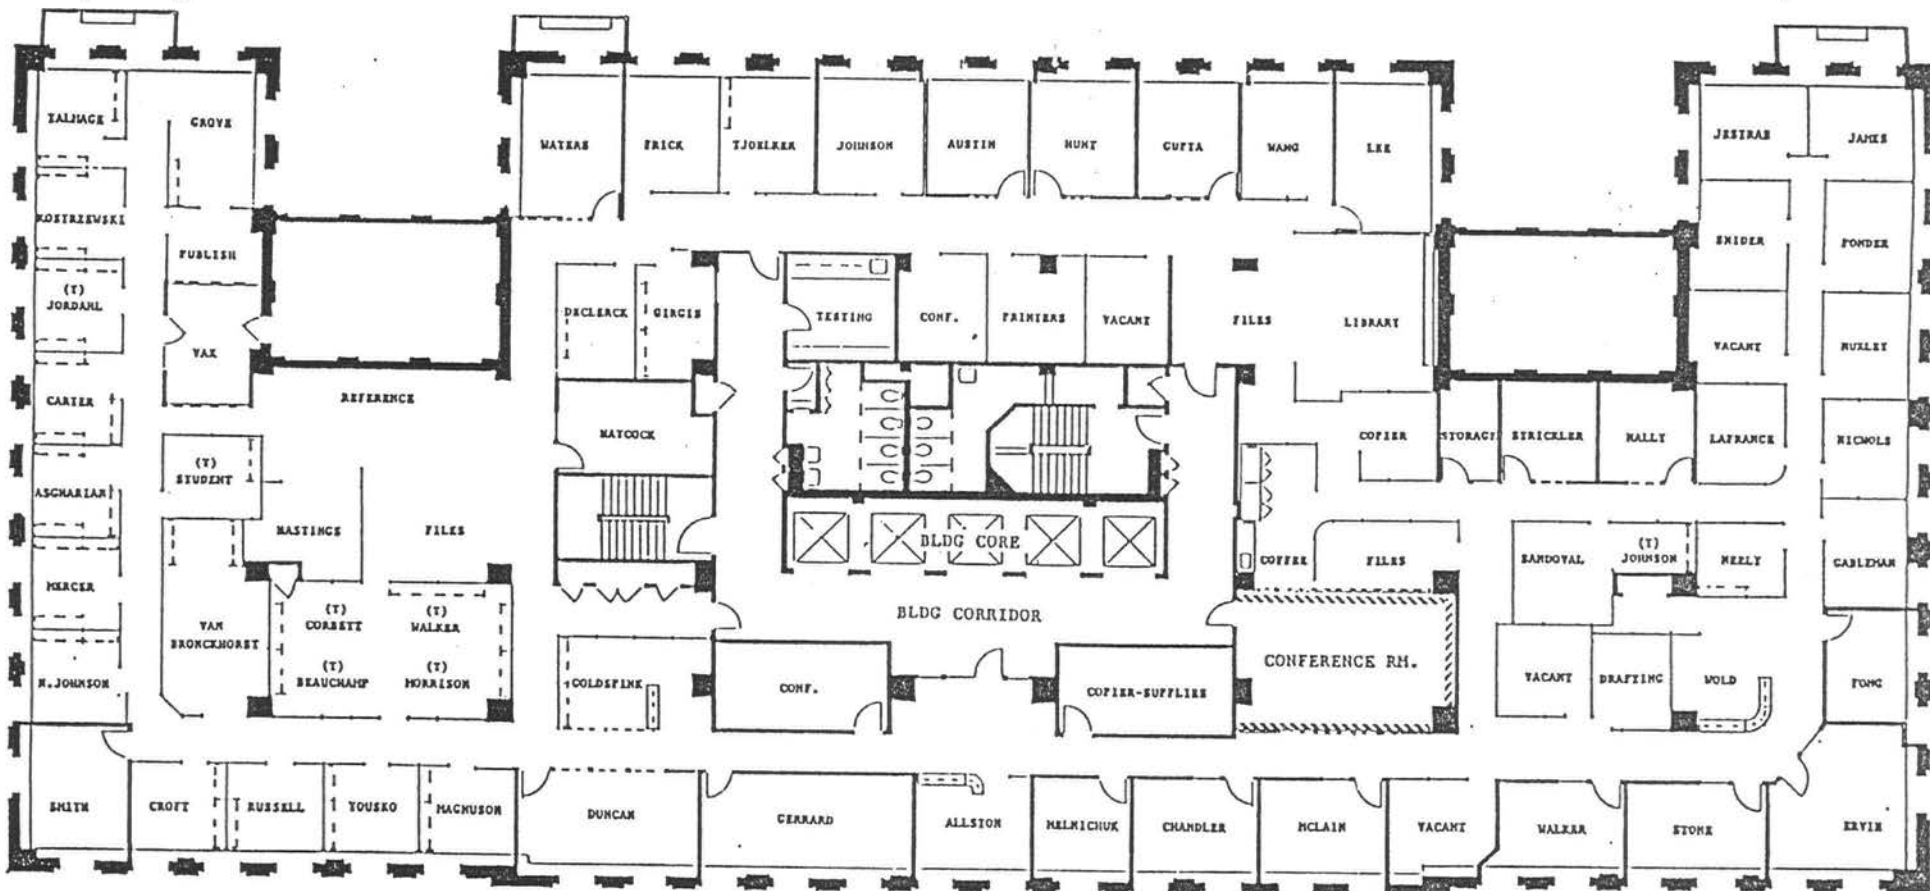 TALMAGE
GROVE
WATERS
FRICK
TJOELKER
JOHNSON
AUSTIN
HUNT
GUPTA
WANG
LEE
JESTRAB
JAMES
KOSTRZEWSKI
PUBLISH
SNIDER
PONDER
(T)
JORDAHL
DECLERCK
GIRGIS
TESTING
CONF.
PRINTERS
VACANT
FILES
LIBRARY
VACANT
HUXLEY
VAX
CARTER
REFERENCE
HAYCOCK
COPIER
STORAGE
STRICKLER
HALLY
LAFRANCE
NICHOLS
(T)
STUDENT
ASGHARIAN
HASTINGS
FILES
BLDG CORE
COFFEE
FILES
SANDOVAL
(T)
JOHNSON
NEELY
GABLEMAN
MERCER
VAN
BRONCKHORST
(T)
CORBETT
(T)
WALKER
BLDG CORRIDOR
(T)
BEAUCHAMP
(T)
MORRISON
N.JOHNSON
COLDSPINK
CONF.
COPIER-SUPPLIES
CONFERENCE RM.
VACANT
DRAFTING
WOLD
FONG
SMITH
CROFT
RUSSELL
YOUSKO
MAGNUSON
DUNCAN
GERRARD
ALLSTON
MELNICHUK
CHANDLER
MCLAIN
VACANT
WALKER
STONE
ERVIN